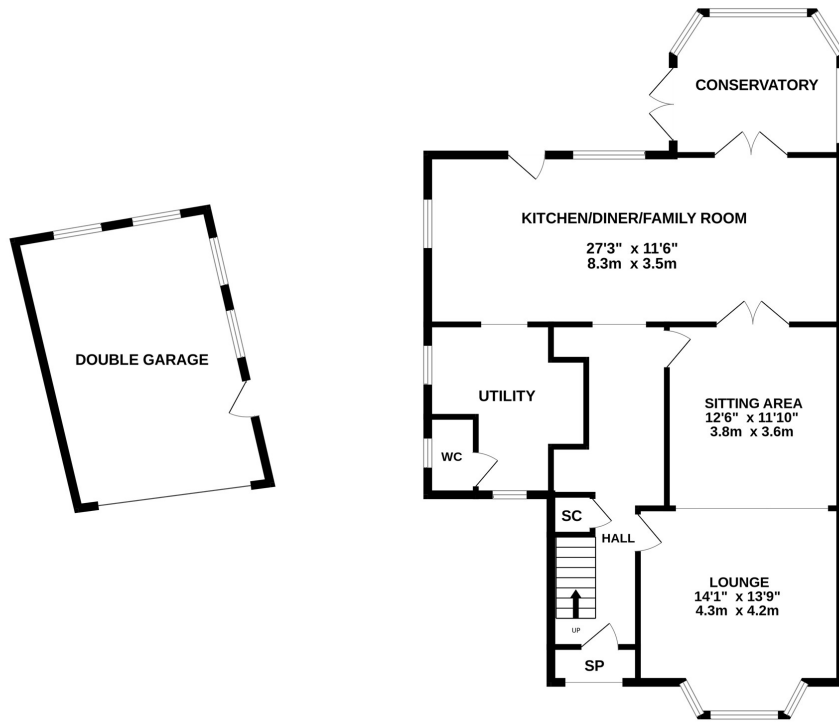 CONSERVATORY
KITCHEN/DINER/FAMILY ROOM
27'3" x 11'6"
8.3m x 3.5m
DOUBLE GARAGE
UTILITY
SITTING AREA
12'6" x 11'10"
3.8m x 3.6m
WC
SC
HALL
LOUNGE
14'1" x 13'9"
4.3m x 4.2m
UP
SP